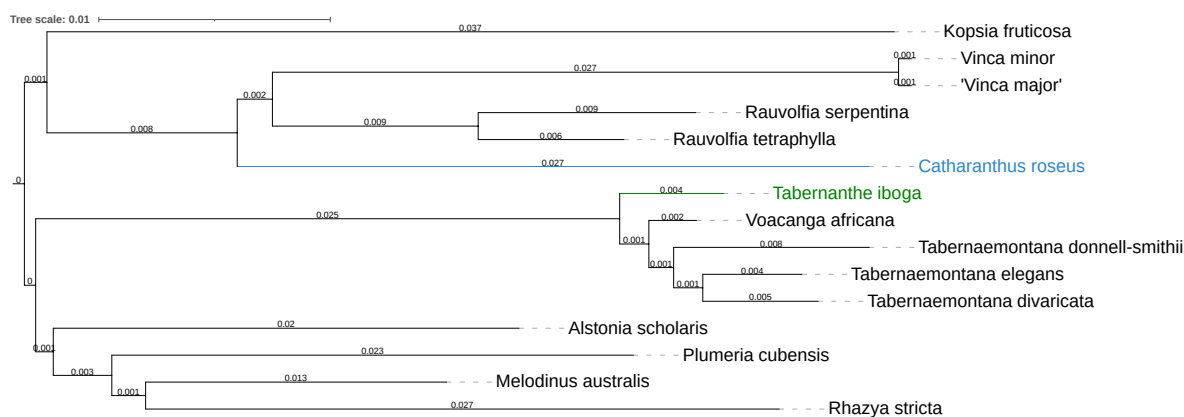 Tree scale: 0.01
0.037
Kopsia fruticosa
0.001
Vinca minor
0.001
0.027
0.001
'Vinca major'
0.002
0.009
Rauvolfia serpentina
0.008
0.009
0.006
Rauvolfia tetraphylla
0.027
Catharanthus roseus
0
0.004
Tabernanthe iboga
0.025
0.002
Voacanga africana
0.001
0.008
Tabernaemontana donnell-smithii
0.001
0.004
Tabernaemontana elegans
0
0.001
0.005
Tabernaemontana divaricata
0.02
Alstonia scholaris
0.001
0.023
Plumeria cubensis
0.003
0.013
Melodinus australis
0.001
0.027
Rhazya stricta